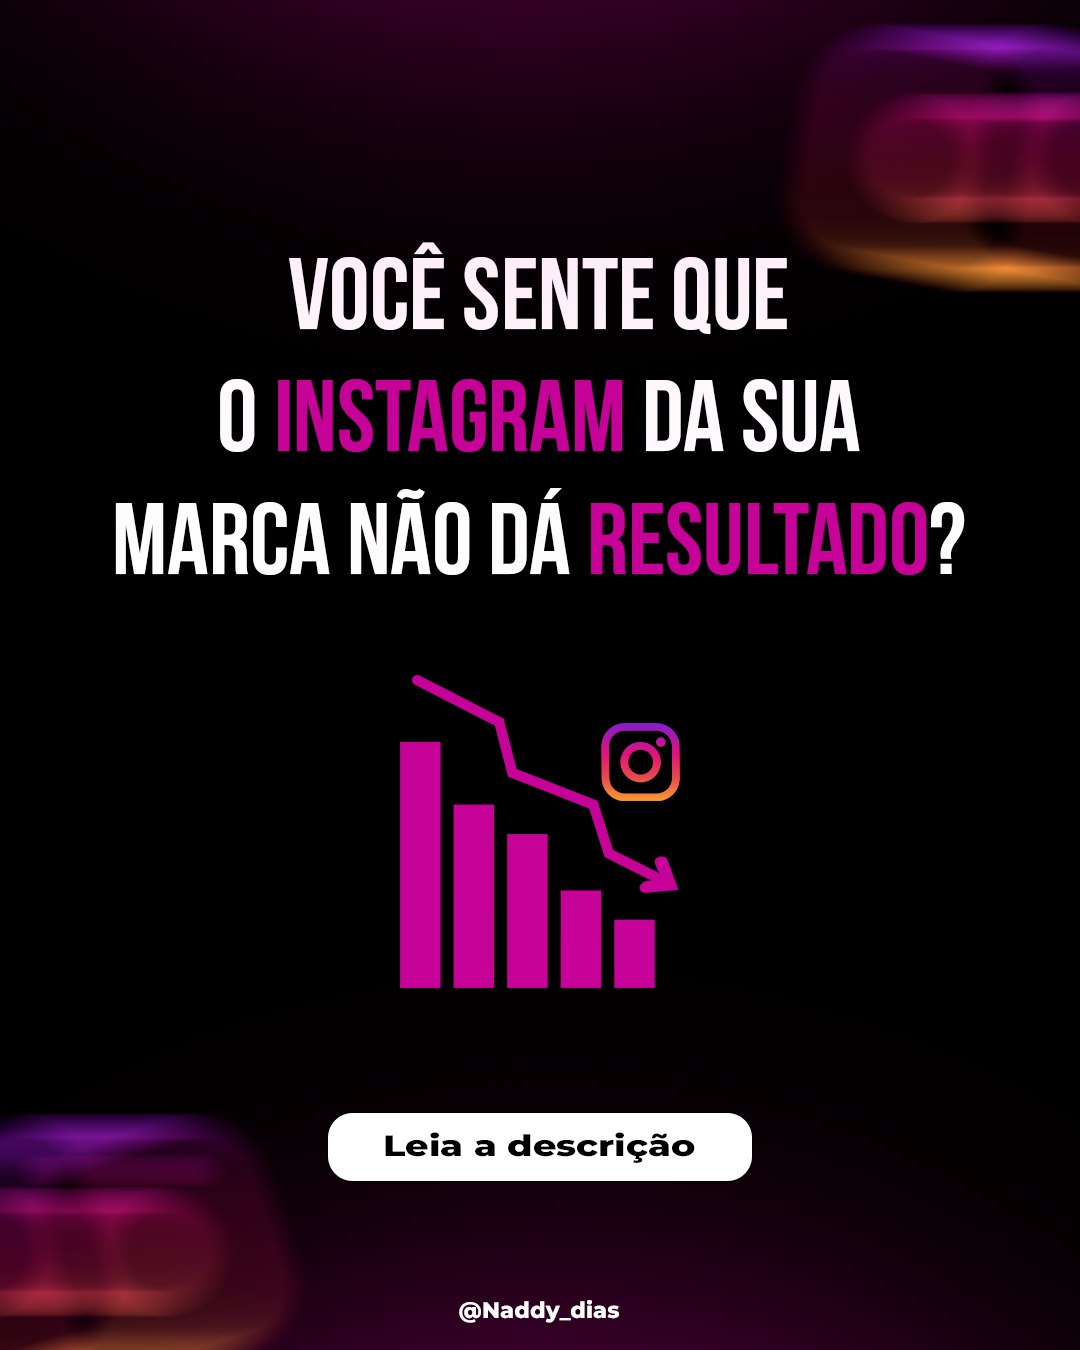 VOCÊ SENTE QUE
O INSTAGRAM DA SUA
MARCA NÃO DÁ RESULTADO?
Leia a descrição
@Naddy_dias